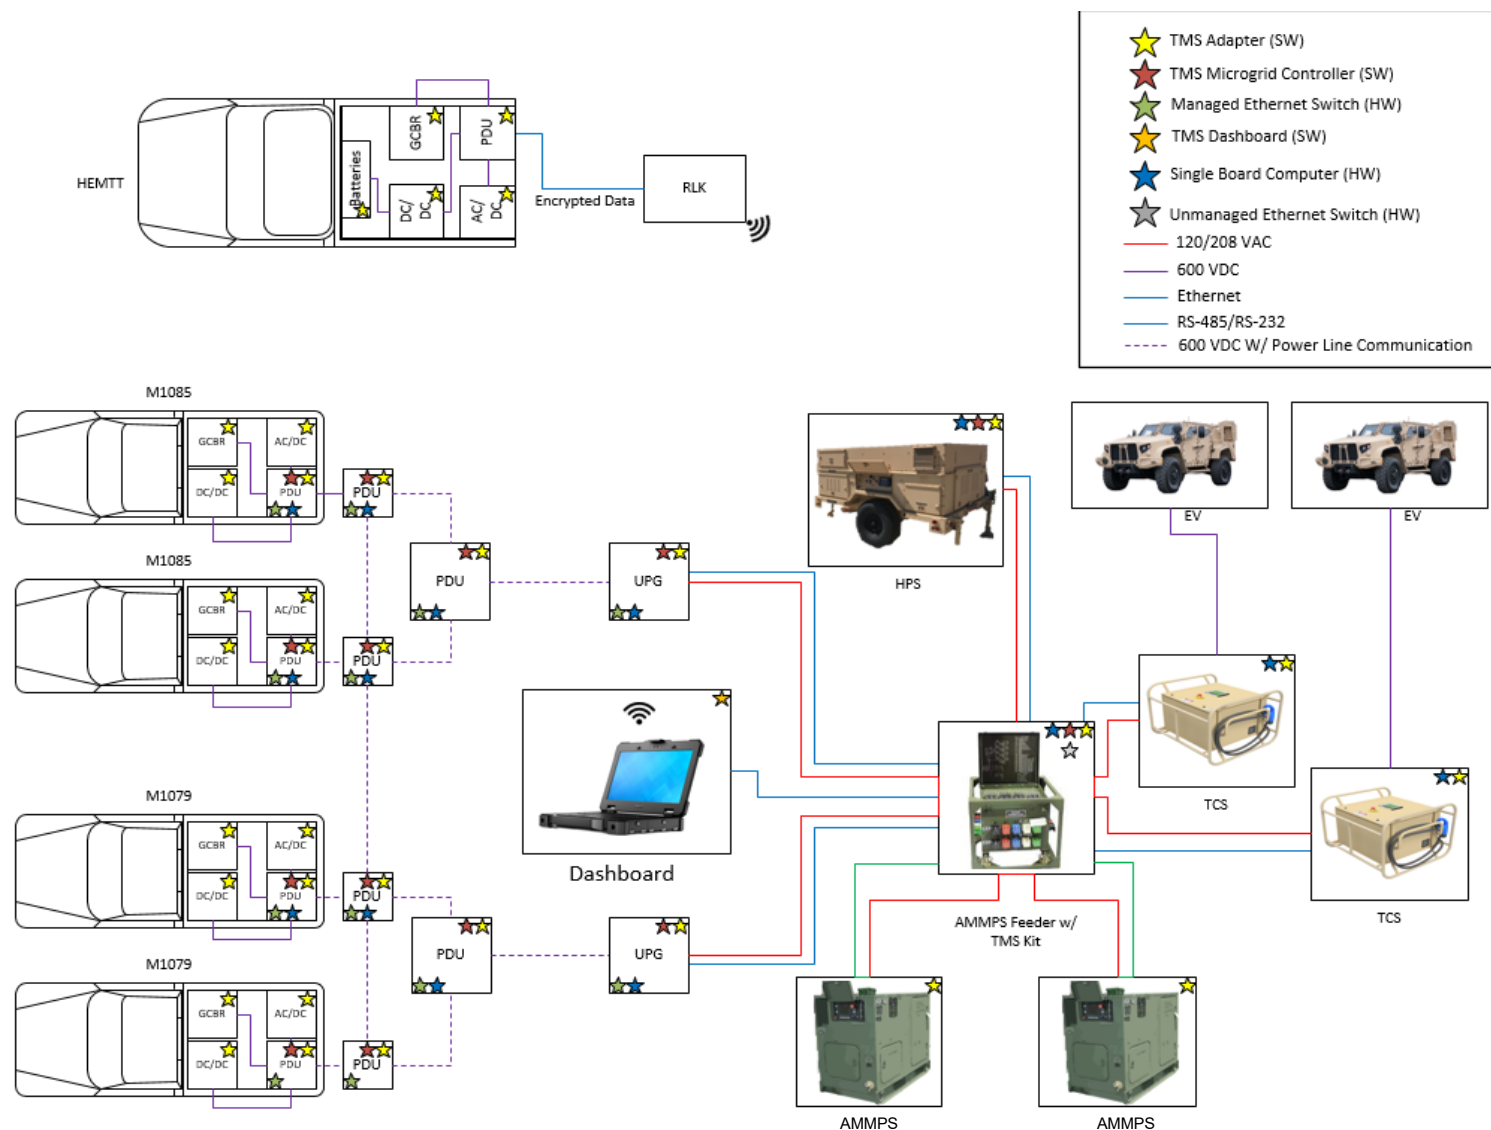 TMS Adapter (SW)
TMS Microgrid Controller (SW)
Managed Ethernet Switch (HW)
TMS Dashboard (SW)
Single Board Computer (HW)
Unmanaged Ethernet Switch (HW)
120/208 VAC
600 VDC
Ethernet
RS-485/RS-232
600 VDC W/ Power Line Communication
HEMTT
Batteries
GCBR
PDU
DC/
DC
AC/
DC
Encrypted Data
RLK
M1085
GCBR
AC/DC
DC/DC
PDU
PDU
M1085
GCBR
AC/DC
DC/DC
PDU
PDU
PDU
UPG
HPS
EV
EV
TCS
TCS
Dashboard
M1079
GCBR
AC/DC
DC/DC
PDU
PDU
M1079
GCBR
AC/DC
DC/DC
PDU
PDU
PDU
UPG
AMMPS Feeder w/
TMS Kit
AMMPS
AMMPS